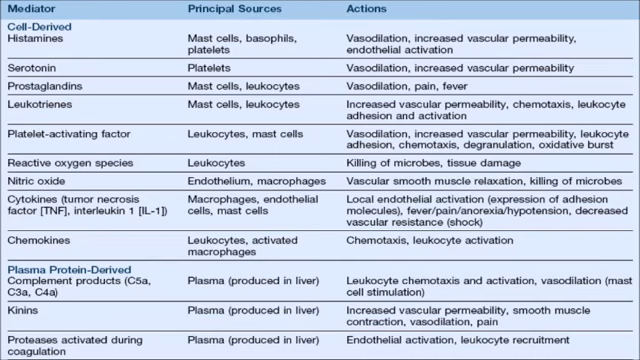 Mediator Principal Sources Actions
Cell-Derived
Histamines Mast cells, basophils, Vasodilation, increased vascular permeability,
platelets endothelial activation
Serotonin Platelets Vasodilation, increased vascular permeability
Prostaglandins Mast cells, leukocytes Vasodilation, pain, fever
Leukotrienes Mast cells, leukocytes Increased vascular permeability, chemotaxis, leukocyte
adhesion and activation
Platelet-activating factor Leukocytes, mast cells Vasodilation, increased vascular permeability, leukocyte
adhesion, chemotaxis, degranulation, oxidative burst
Reactive oxygen species Leukocytes Killing of microbes, tissue damage
Nitric oxide Endothelium, macrophages Vascular smooth muscle relaxation, killing of microbes
Cytokines (tumor necrosis Macrophages, endothelial Local endothelial activation (expression of adhesion
factor [TNF], interleukin 1 [IL-1]) cells, mast cells molecules), fever/pain/anorexia/hypotension, decreased
vascular resistance (shock)
Chemokines Leukocytes, activated Chemotaxis, leukocyte activation
macrophages
Plasma Protein-Derived
Complement products (C5a, Plasma (produced in liver) Leukocyte chemotaxis and activation, vasodilation (mast
C3a, C4a) cell stimulation)
Kinins Plasma (produced in liver) Increased vascular permeability, smooth muscle
contraction, vasodilation, pain
Proteases activated during Plasma (produced in liver) Endothelial activation, leukocyte recruitment
coagulation